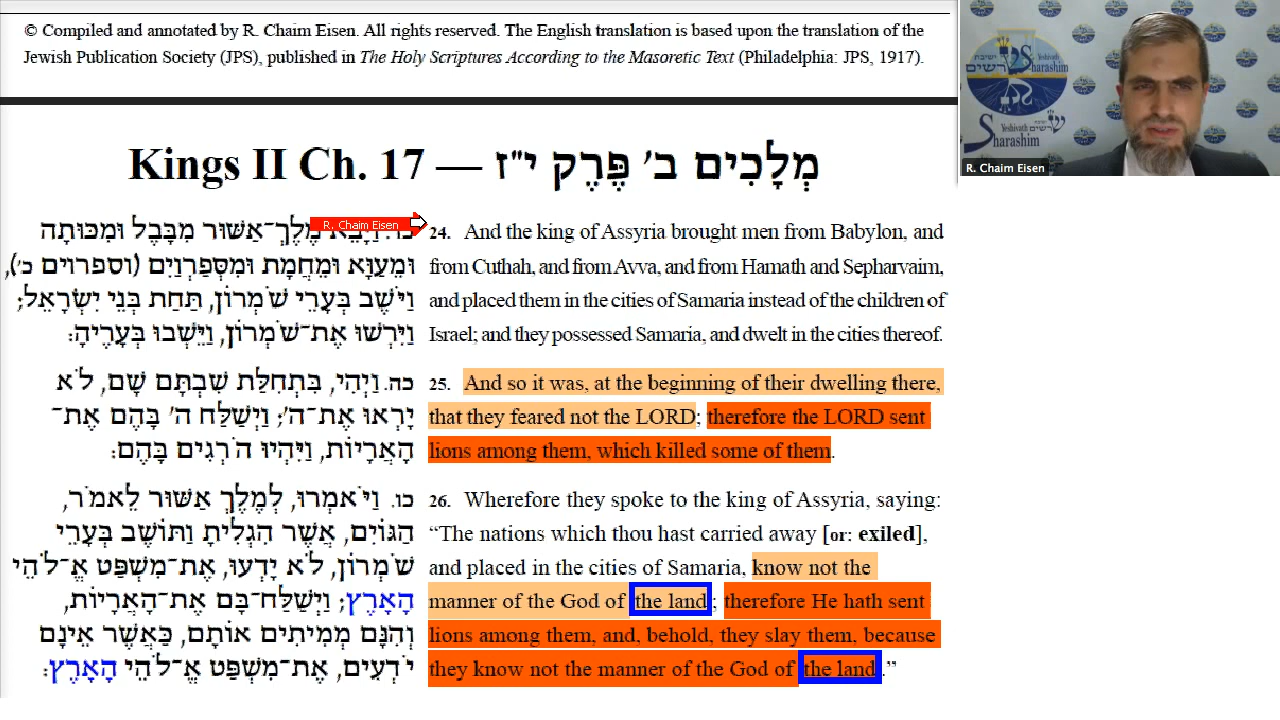 © Compiled and annotated by R. Chaim Eisen. All rights reserved. The English translation is based upon the translation of the
Jewish Publication Society (JPS), published in The Holy Scriptures According to the Masoretic Text (Philadelphia: JPS, 1917).
Kings II Ch. 17 — מְלָכִים ב׳ פֶּרֶק י״ז
מֶלֶךְ־אַשּׁוּר מִבָּבֶל וּמִכּוּתָה
וּמֵעַוָּא וּמֵחֲמָת וּמִסְּפַרְוַיִם (וספרוים כ׳),
וַיֹּשֶׁב בְּעָרֵי שֹׁמְרוֹן, תַּחַת בְּנֵי יִשְׂרָאֵל;
וַיִּרְשׁוּ אֶת־שֹׁמְרוֹן, וַיֵּשְׁבוּ בְּעָרֶיהָ:
כה. וַיְהִי, בִּתְחִלַּת שִׁבְתָּם שָׁם, לֹא
יָרְאוּ אֶת־ה׳; וַיְשַׁלַּח ה׳ בָּהֶם אֶת־
הָאֲרָיוֹת, וַיִּהְיוּ הֹרְגִים בָּהֶם:
כו. וַיֹּאמְרוּ, לְמֶלֶךְ אַשּׁוּר לֵאמֹר,
הַגּוֹיִם, אֲשֶׁר הִגְלִיתָ וַתּוֹשֶׁב בְּעָרֵי
שֹׁמְרוֹן, לֹא יָדְעוּ, אֶת־מִשְׁפַּט אֱ־לֹהֵי
הָאָרֶץ; וַיְשַׁלַּח־בָּם אֶת־הָאֲרָיוֹת,
וְהִנָּם מְמִיתִים אוֹתָם, כַּאֲשֶׁר אֵינָם
יֹדְעִים, אֶת־מִשְׁפַּט אֱ־לֹהֵי הָאָרֶץ:
R. Chaim Eisen
24. And the king of Assyria brought men from Babylon, and
from Cuthah, and from Avva, and from Hamath and Sepharvaim,
and placed them in the cities of Samaria instead of the children of
Israel; and they possessed Samaria, and dwelt in the cities thereof.
25. And so it was, at the beginning of their dwelling there,
that they feared not the LORD; therefore the LORD sent
lions among them, which killed some of them.
26. Wherefore they spoke to the king of Assyria, saying:
“The nations which thou hast carried away [or: exiled],
and placed in the cities of Samaria, know not the
manner of the God of the land; therefore He hath sent
lions among them, and, behold, they slay them, because
they know not the manner of the God of the land.”
Yeshivath
Sharashim
Yeshivath
Sharashim
שרשים
R. Chaim Eisen